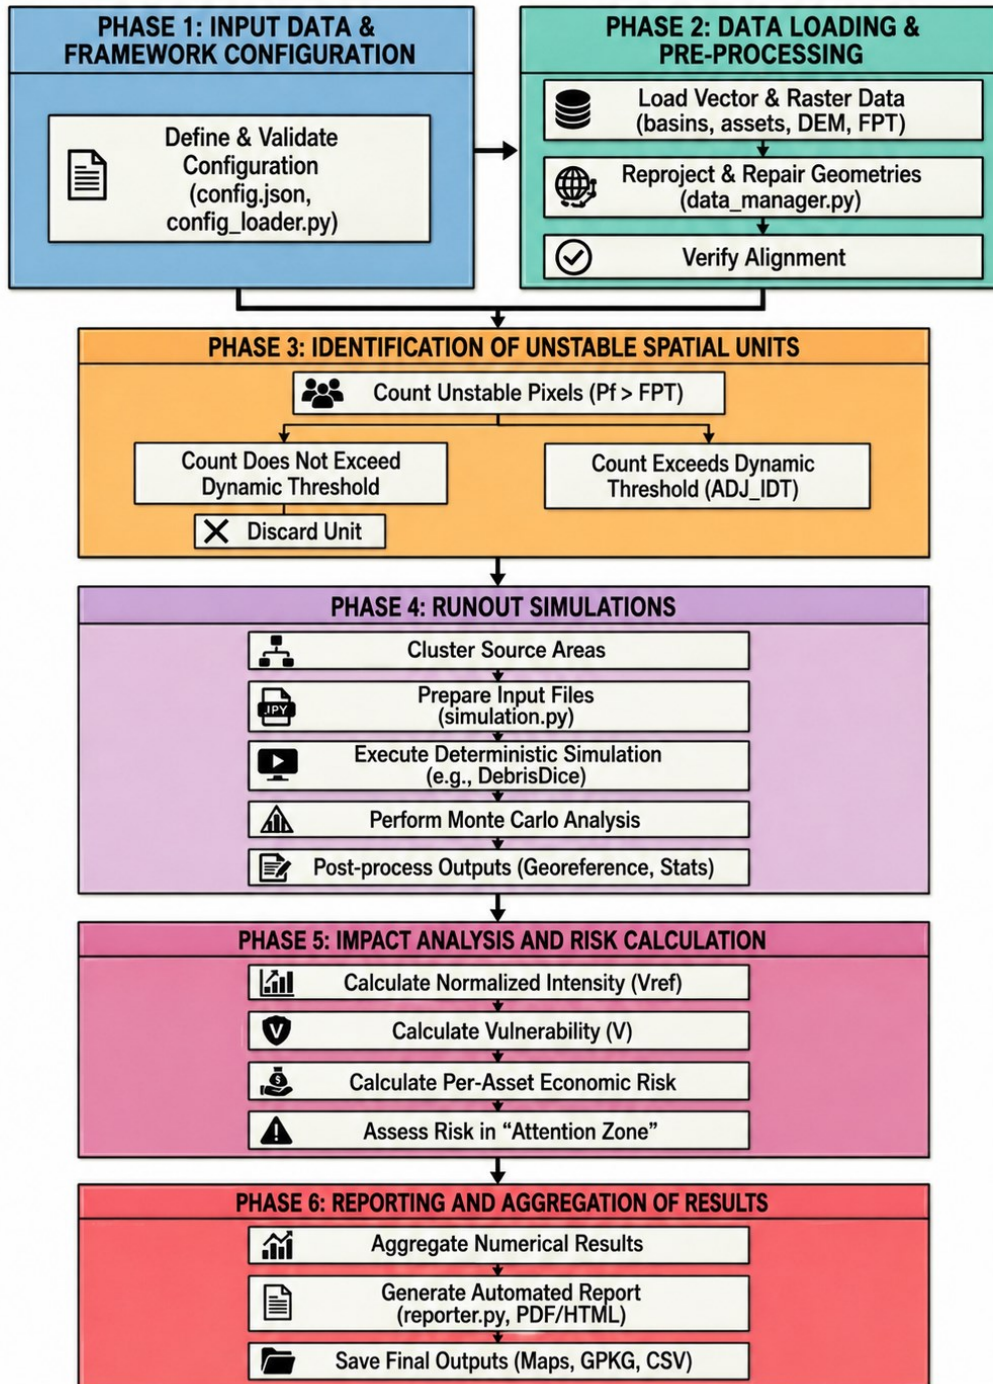 PHASE 1: INPUT DATA &
FRAMEWORK CONFIGURATION
Define & Validate
Configuration
(config.json,
config_loader.py)
PHASE 2: DATA LOADING &
PRE-PROCESSING
Load Vector & Raster Data
(basins, assets, DEM, FPT)
Reproject & Repair Geometries
(data_manager.py)
Verify Alignment
PHASE 3: IDENTIFICATION OF UNSTABLE SPATIAL UNITS
Count Unstable Pixels (Pf > FPT)
Count Does Not Exceed
Dynamic Threshold
Discard Unit
Count Exceeds Dynamic
Threshold (ADJ_IDT)
PHASE 4: RUNOUT SIMULATIONS
Cluster Source Areas
.IPY
Prepare Input Files
(simulation.py)
Execute Deterministic Simulation
(e.g., DebrisDice)
Perform Monte Carlo Analysis
Post-process Outputs (Georeference, Stats)
PHASE 5: IMPACT ANALYSIS AND RISK CALCULATION
Calculate Normalized Intensity (Vref)
V
Calculate Vulnerability (V)
$
Calculate Per-Asset Economic Risk
Assess Risk in “Attention Zone”
PHASE 6: REPORTING AND AGGREGATION OF RESULTS
Aggregate Numerical Results
Generate Automated Report
(reporter.py, PDF/HTML)
Save Final Outputs (Maps, GPKG, CSV)